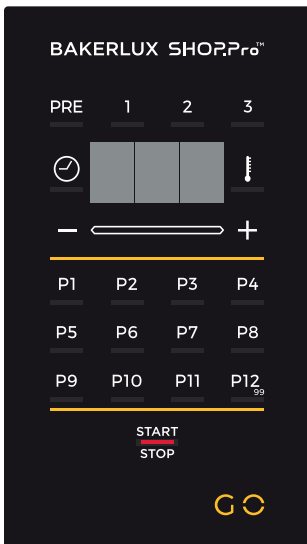 BAKERLUX SHOP.Pro™
PRE 1 2 3
P1 P2 P3 P4
P5 P6 P7 P8
P9 P10 P11 P12
99
START
STOP
GO